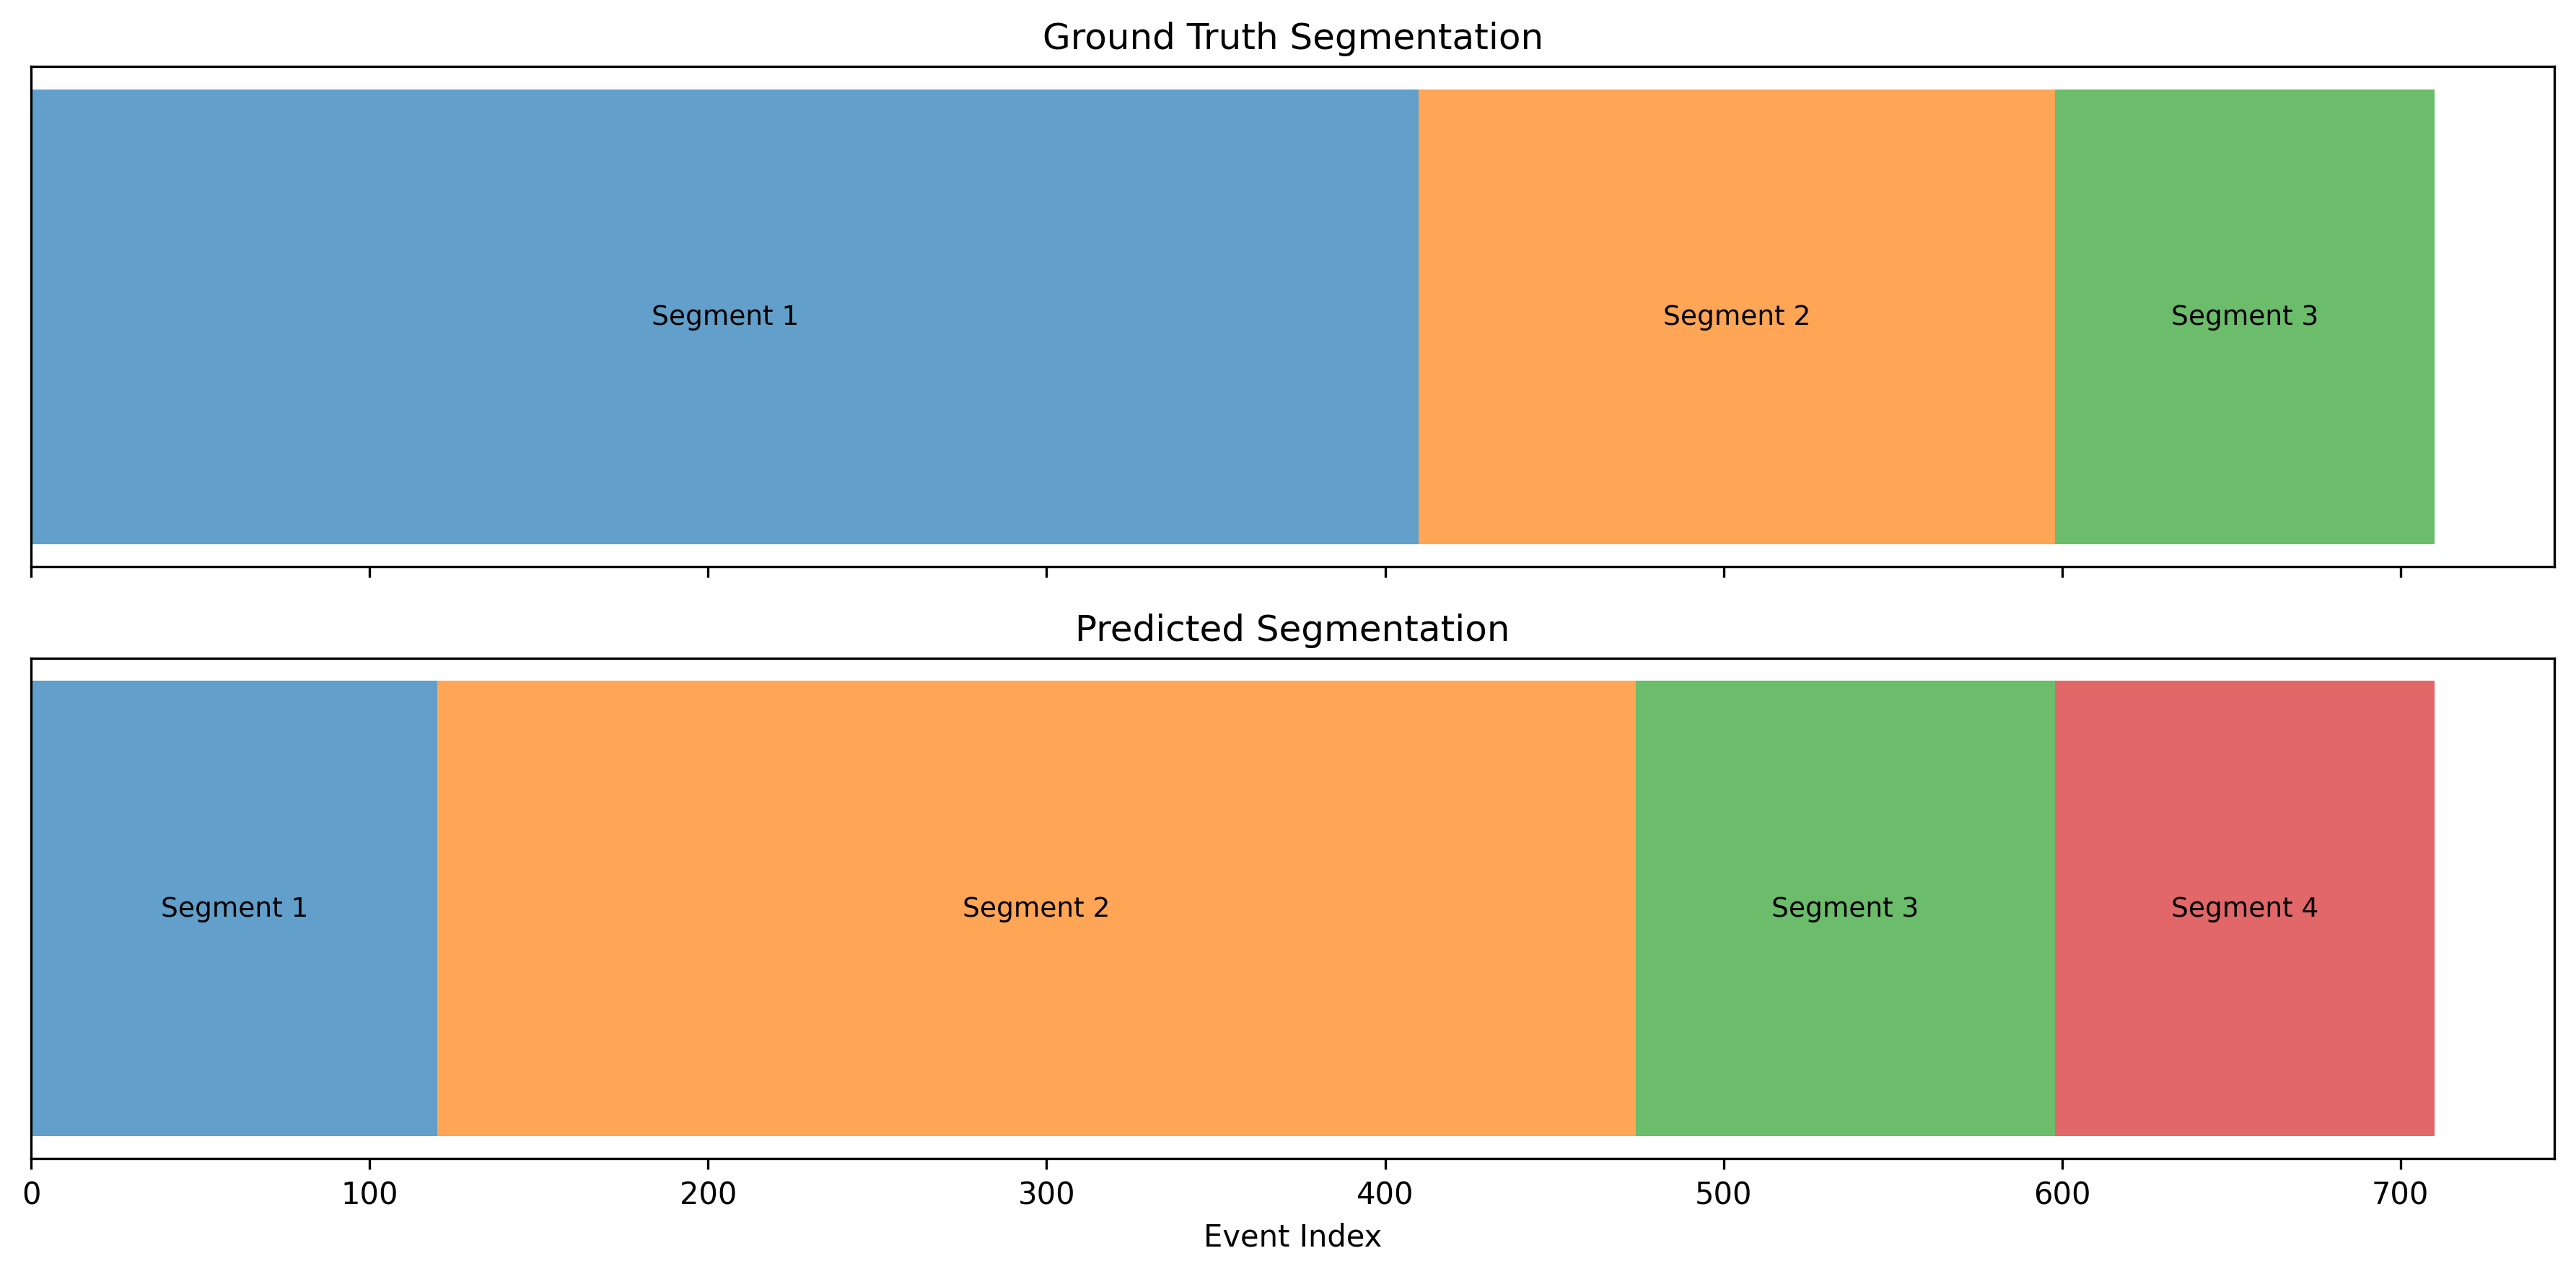 Ground Truth Segmentation
Segment 1 Segment 2 Segment 3
Predicted Segmentation
Segment 1 Segment 2 Segment 3 Segment 4
0 100 200 300 400 500 600 700
Event Index